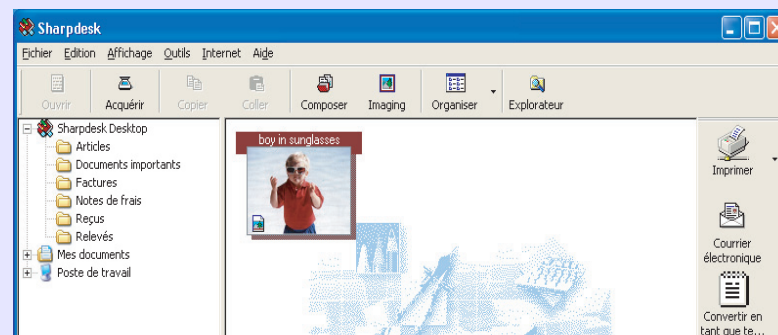 Sharpdesk
Fichier Edition Affichage Outils Internet Aide
Ouvrir Acquérir Copier Coller Composer Imaging Organiser Explorateur
Sharpdesk Desktop
Articles
Documents importants
Factures
Notes de frais
Reçus
Relevés
Mes documents
Poste de travail
boy in sunglasses
Imprimer
Courrier
électronique
Convertir en
tant que te...